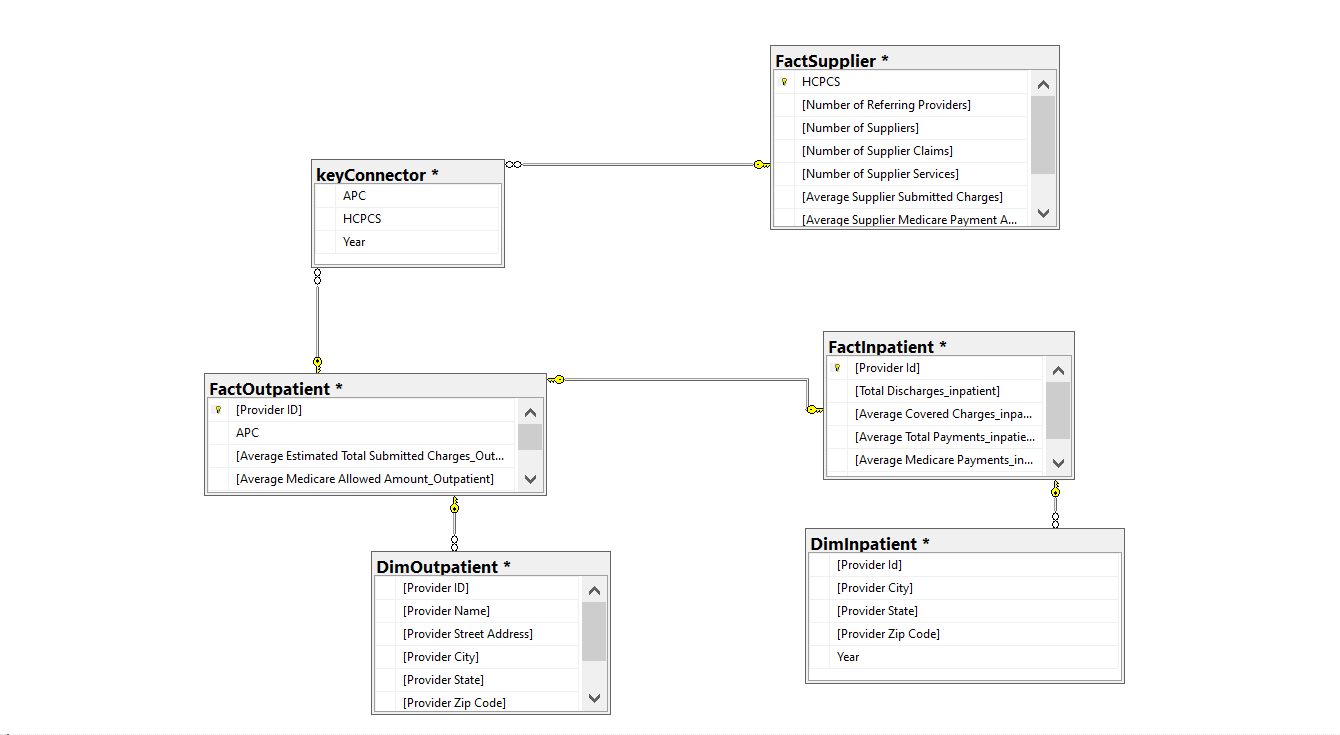 FactSupplier *
HCPCS
[Number of Referring Providers]
[Number of Suppliers]
[Number of Supplier Claims]
[Number of Supplier Services]
[Average Supplier Submitted Charges]
[Average Supplier Medicare Payment A...
keyConnector *
APC
HCPCS
Year
FactOutpatient *
[Provider ID]
APC
[Average Estimated Total Submitted Charges_Out...
[Average Medicare Allowed Amount_Outpatient]
FactInpatient *
[Provider Id]
[Total Discharges_inpatient]
[Average Covered Charges_inpa...
[Average Total Payments_inpatie...
[Average Medicare Payments_in...
DimOutpatient *
[Provider ID]
[Provider Name]
[Provider Street Address]
[Provider City]
[Provider State]
[Provider Zip Code]
DimInpatient *
[Provider Id]
[Provider City]
[Provider State]
[Provider Zip Code]
Year